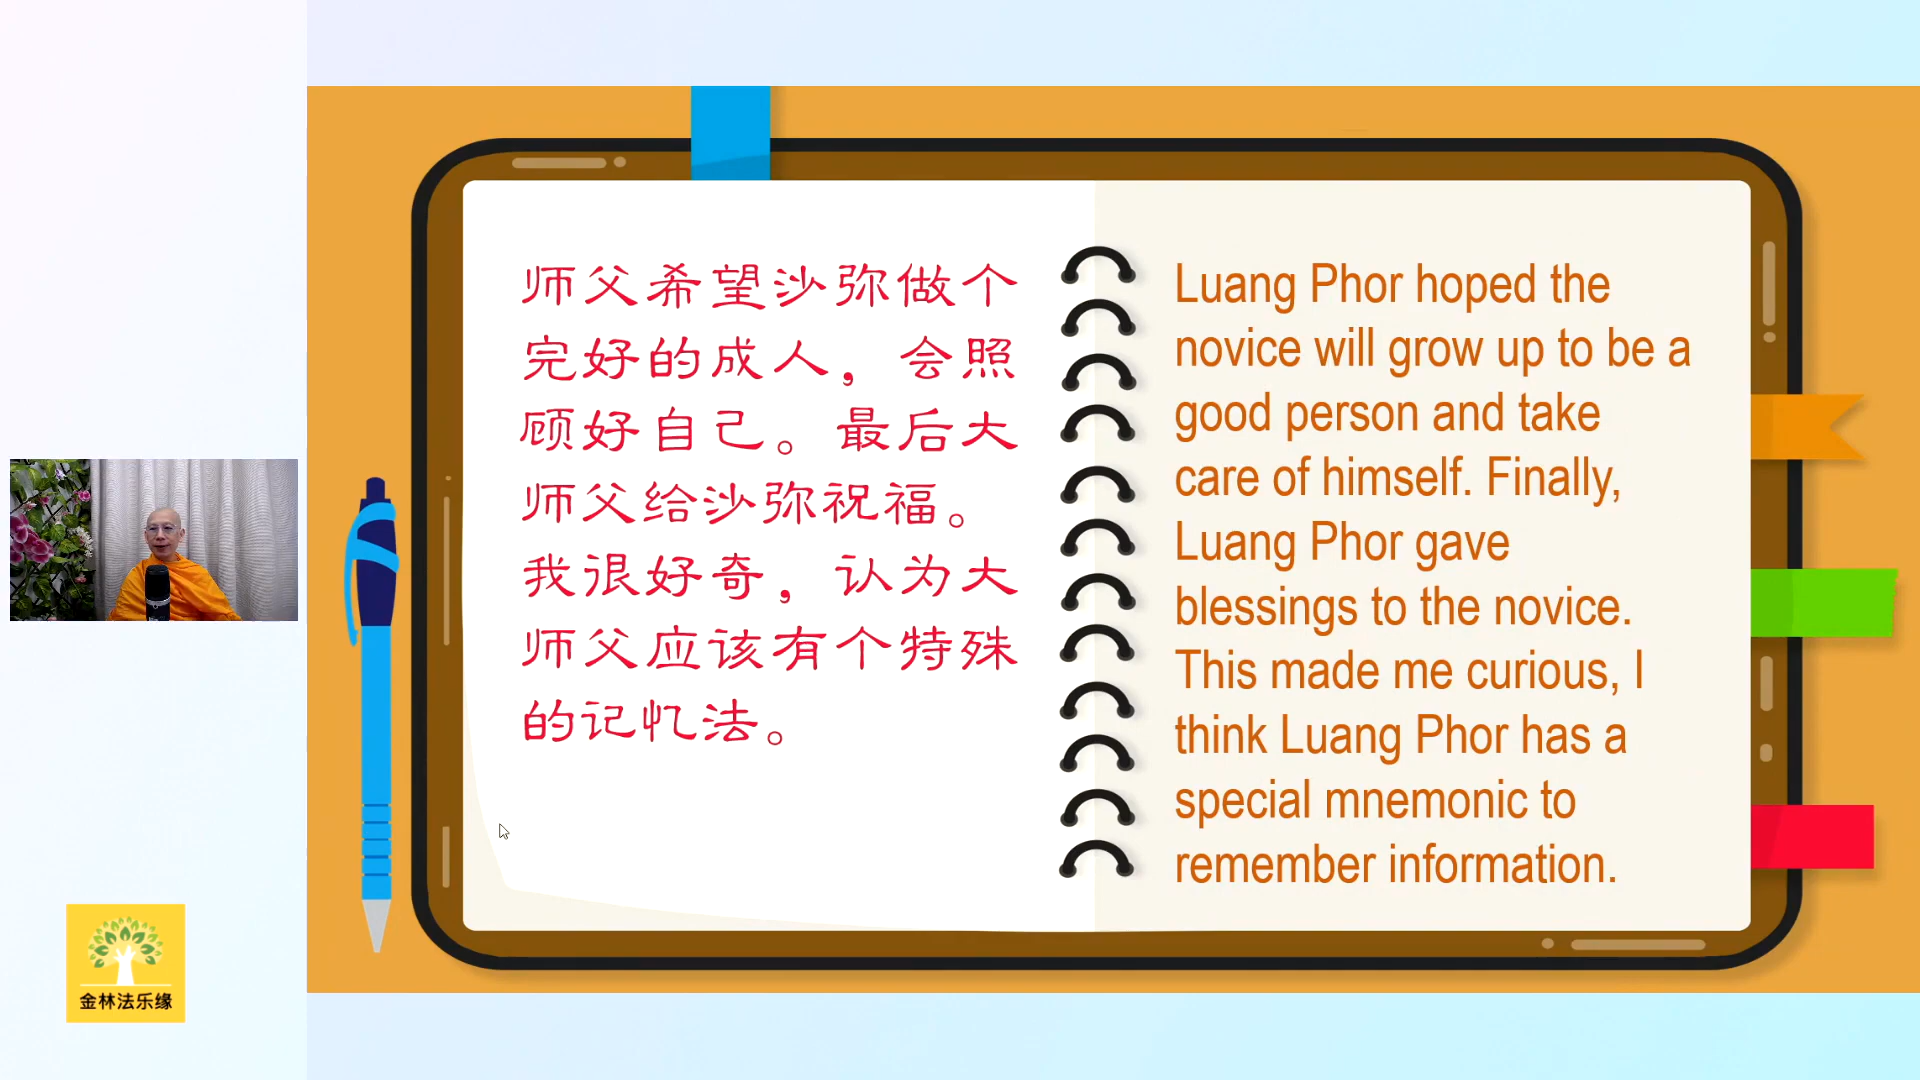 师父希望沙弥做个
完好的成人，会照
顾好自己。最后大
师父给沙弥祝福。
我很好奇，认为大
师父应该有个特殊
的记忆法。
Luang Phor hoped the
novice will grow up to be a
good person and take
care of himself. Finally,
Luang Phor gave
blessings to the novice.
This made me curious, I
think Luang Phor has a
special mnemonic to
remember information.
金林法乐缘